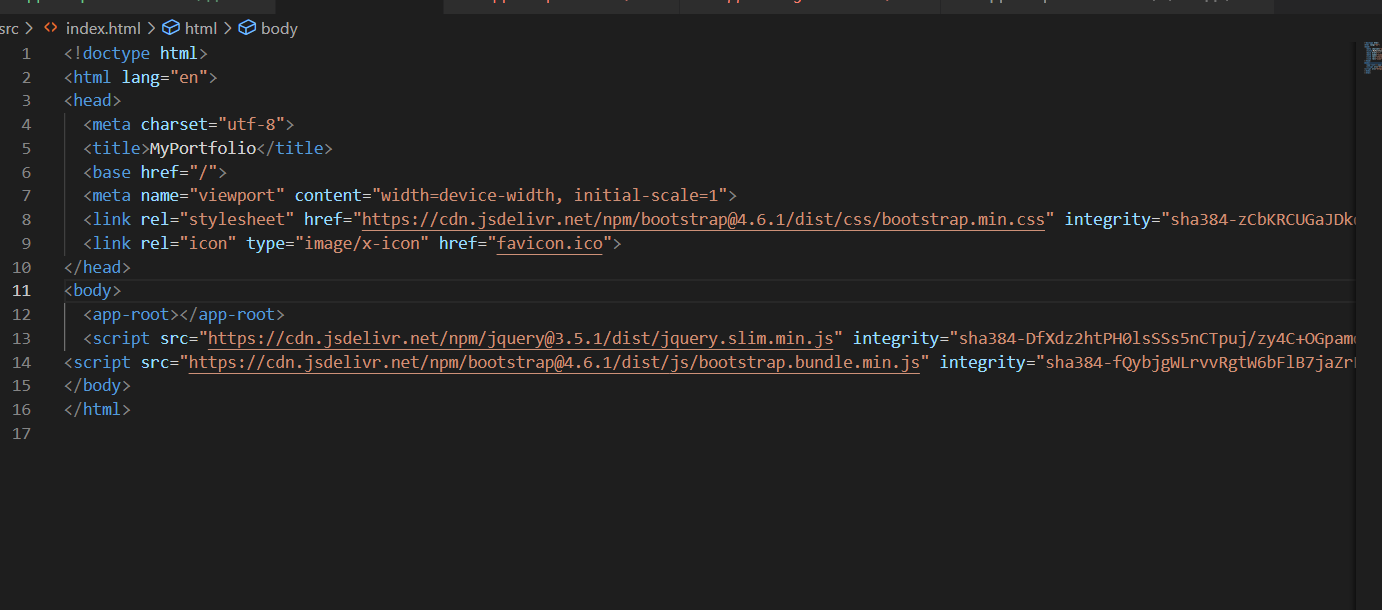 src > index.html > html > body
1 <!doctype html>
2 <html lang="en">
3 <head>
4 <meta charset="utf-8">
5 <title>MyPortfolio</title>
6 <base href="/">
7 <meta name="viewport" content="width=device-width, initial-scale=1">
8 <link rel="stylesheet" href="https://cdn.jsdelivr.net/npm/bootstrap@4.6.1/dist/css/bootstrap.min.css" integrity="sha384-zCbKRCUGaJDk
9 <link rel="icon" type="image/x-icon" href="favicon.ico">
10 </head>
11 <body>
12 <app-root></app-root>
13 <script src="https://cdn.jsdelivr.net/npm/jquery@3.5.1/dist/jquery.slim.min.js" integrity="sha384-DfXdz2htPH0lsSSs5nCTpuj/zy4C+OGpam
14 <script src="https://cdn.jsdelivr.net/npm/bootstrap@4.6.1/dist/js/bootstrap.bundle.min.js" integrity="sha384-fQybjgWLrvvRgtW6bFlB7jaZr
15 </body>
16 </html>
17